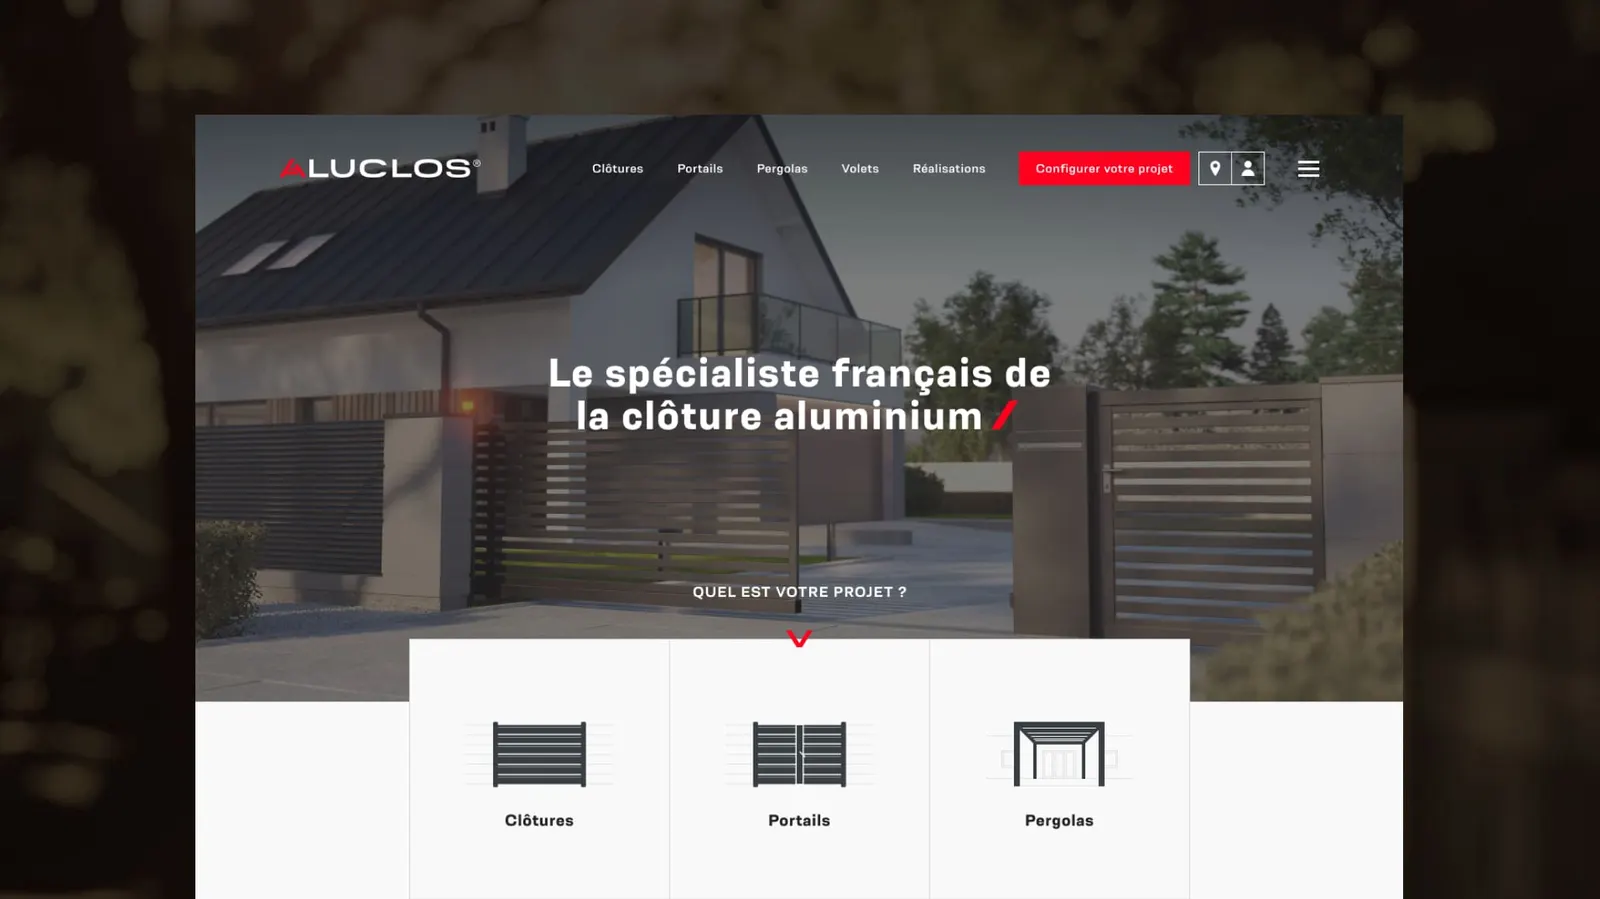 ALUCLOS®
Clôtures
Portails
Pergolas
Volets
Réalisations
Configurer votre projet
Le spécialiste français de
la clôture aluminium /
QUEL EST VOTRE PROJET ?
Clôtures
Portails
Pergolas